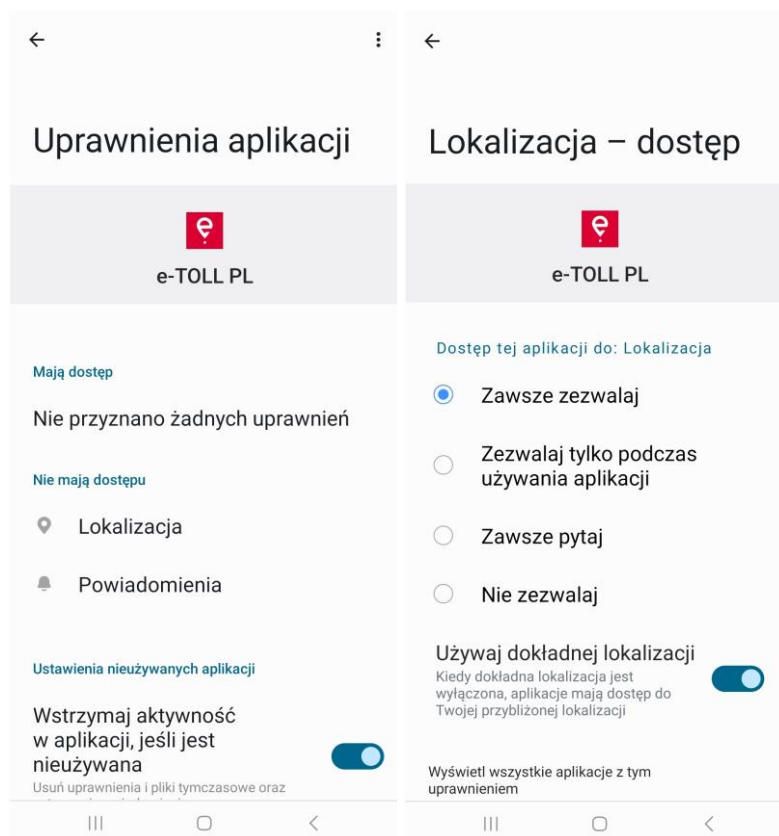 Uprawnienia aplikacji
e-TOLL PL
Mają dostęp
Nie przyznano żadnych uprawnień
Nie mają dostępu
Lokalizacja
Powiadomienia
Ustawienia nieużywanych aplikacji
Wstrzymaj aktywność
w aplikacji, jeśli jest
nieużywana
Usuń uprawnienia i pliki tymczasowe oraz
Lokalizacja – dostęp
e-TOLL PL
Dostęp tej aplikacji do: Lokalizacja
Zawsze zezwalaj
Zezwalaj tylko podczas
używania aplikacji
Zawsze pytaj
Nie zezwalaj
Używaj dokładnej lokalizacji
Kiedy dokładna lokalizacja jest
wyłączona, aplikacje mają dostęp do
Twojej przybliżonej lokalizacji
Wyświetl wszystkie aplikacje z tym
uprawnieniem